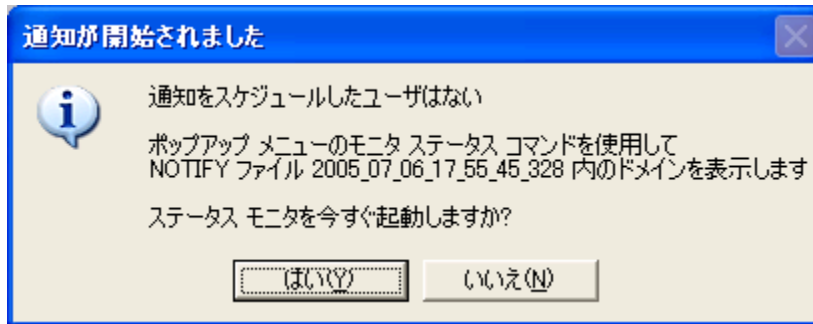 通知が開始されました
通知をスケジュールしたユーザはない
ポップアップ メニューのモニタ ステータス コマンドを使用して
NOTIFY ファイル 2005_07_06_17_55_45_328 内のドメインを表示します
ステータス モニタを今すぐ起動しますか?
はい(Y) いいえ(N)